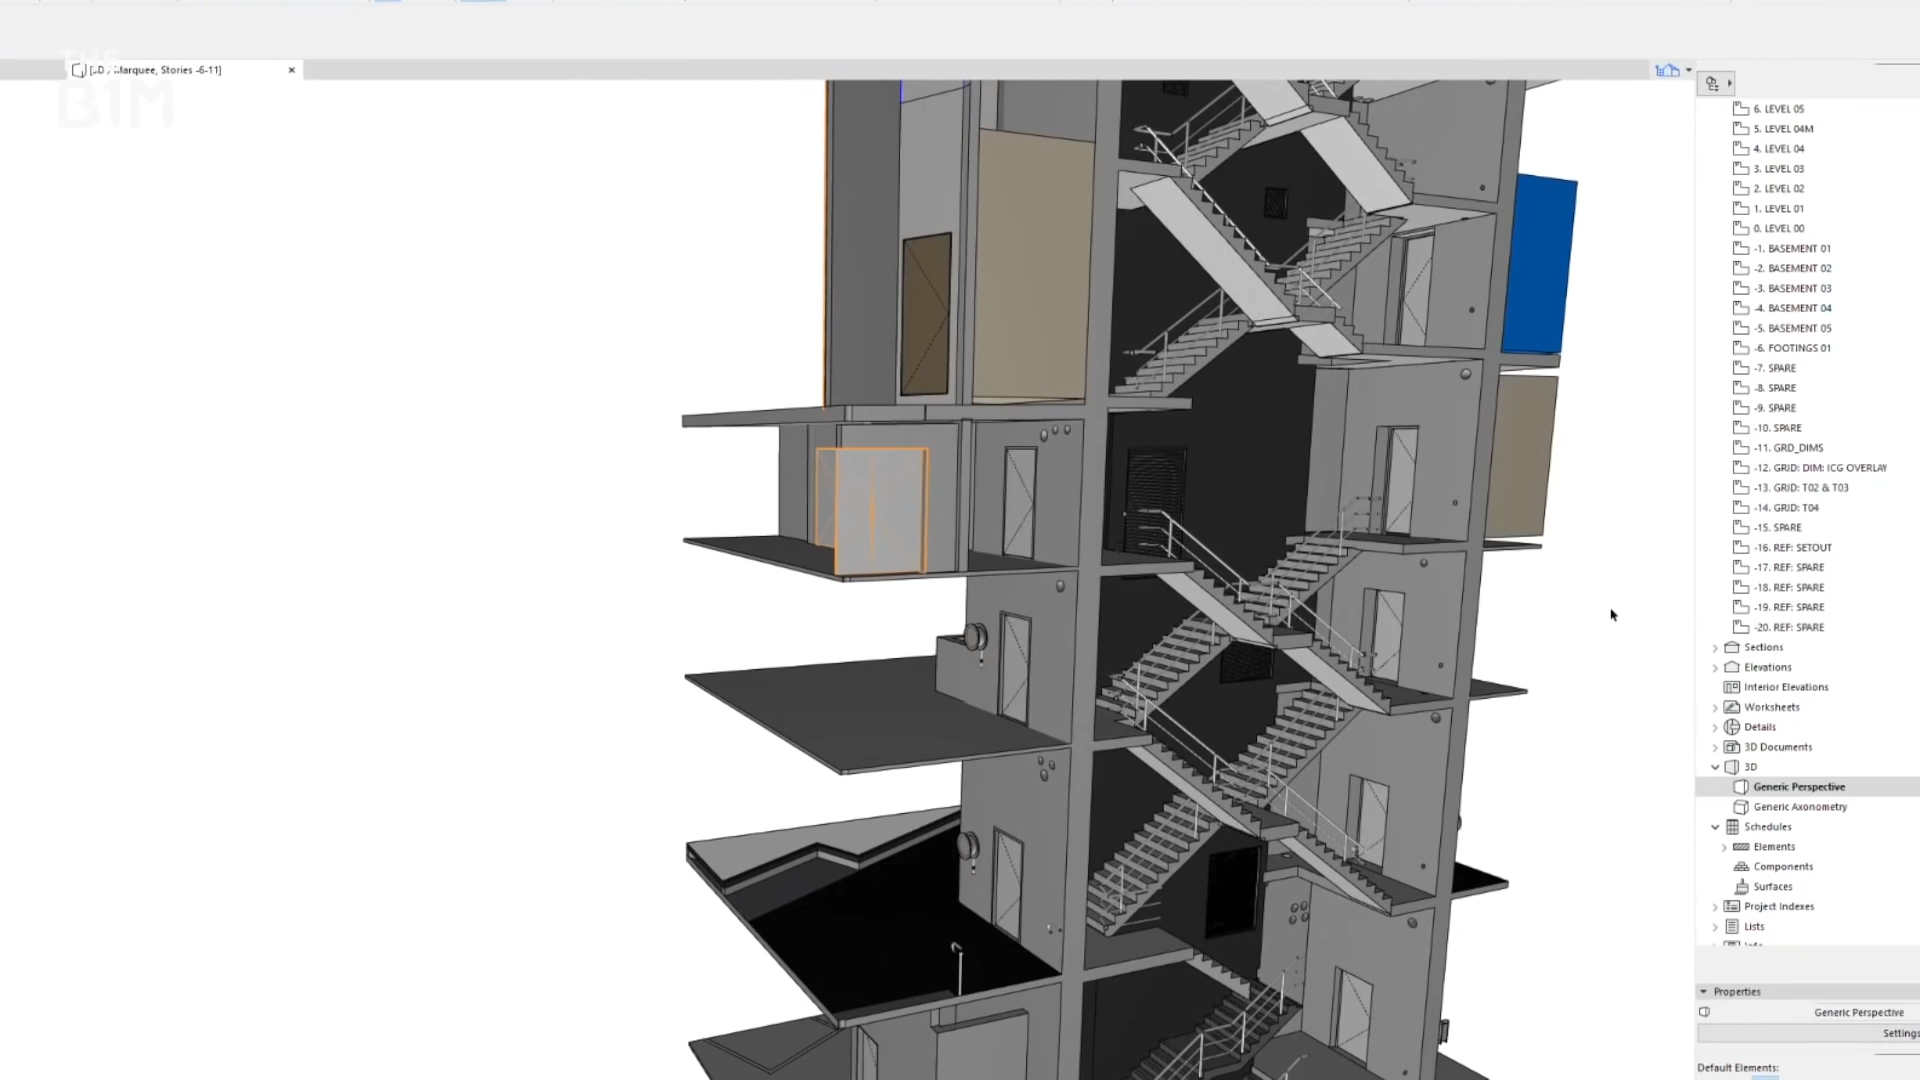 THE
B1M
[3D / Marquee, Stories -6-11]
6. LEVEL 05
5. LEVEL 04M
4. LEVEL 04
3. LEVEL 03
2. LEVEL 02
1. LEVEL 01
0. LEVEL 00
-1. BASEMENT 01
-2. BASEMENT 02
-3. BASEMENT 03
-4. BASEMENT 04
-5. BASEMENT 05
-6. FOOTINGS 01
-7. SPARE
-8. SPARE
-9. SPARE
-10. SPARE
-11. GRD_DIMS
-12. GRID: DIM: ICG OVERLAY
-13. GRID: T02 & T03
-14. GRID: T04
-15. SPARE
-16. REF: SETOUT
-17. REF: SPARE
-18. REF: SPARE
-19. REF: SPARE
-20. REF: SPARE
Sections
Elevations
Interior Elevations
Worksheets
Details
3D Documents
3D
Generic Perspective
Generic Axonometry
Schedules
Elements
Components
Surfaces
Project Indexes
Lists
Properties
Generic Perspective
Settings
Default Elements: